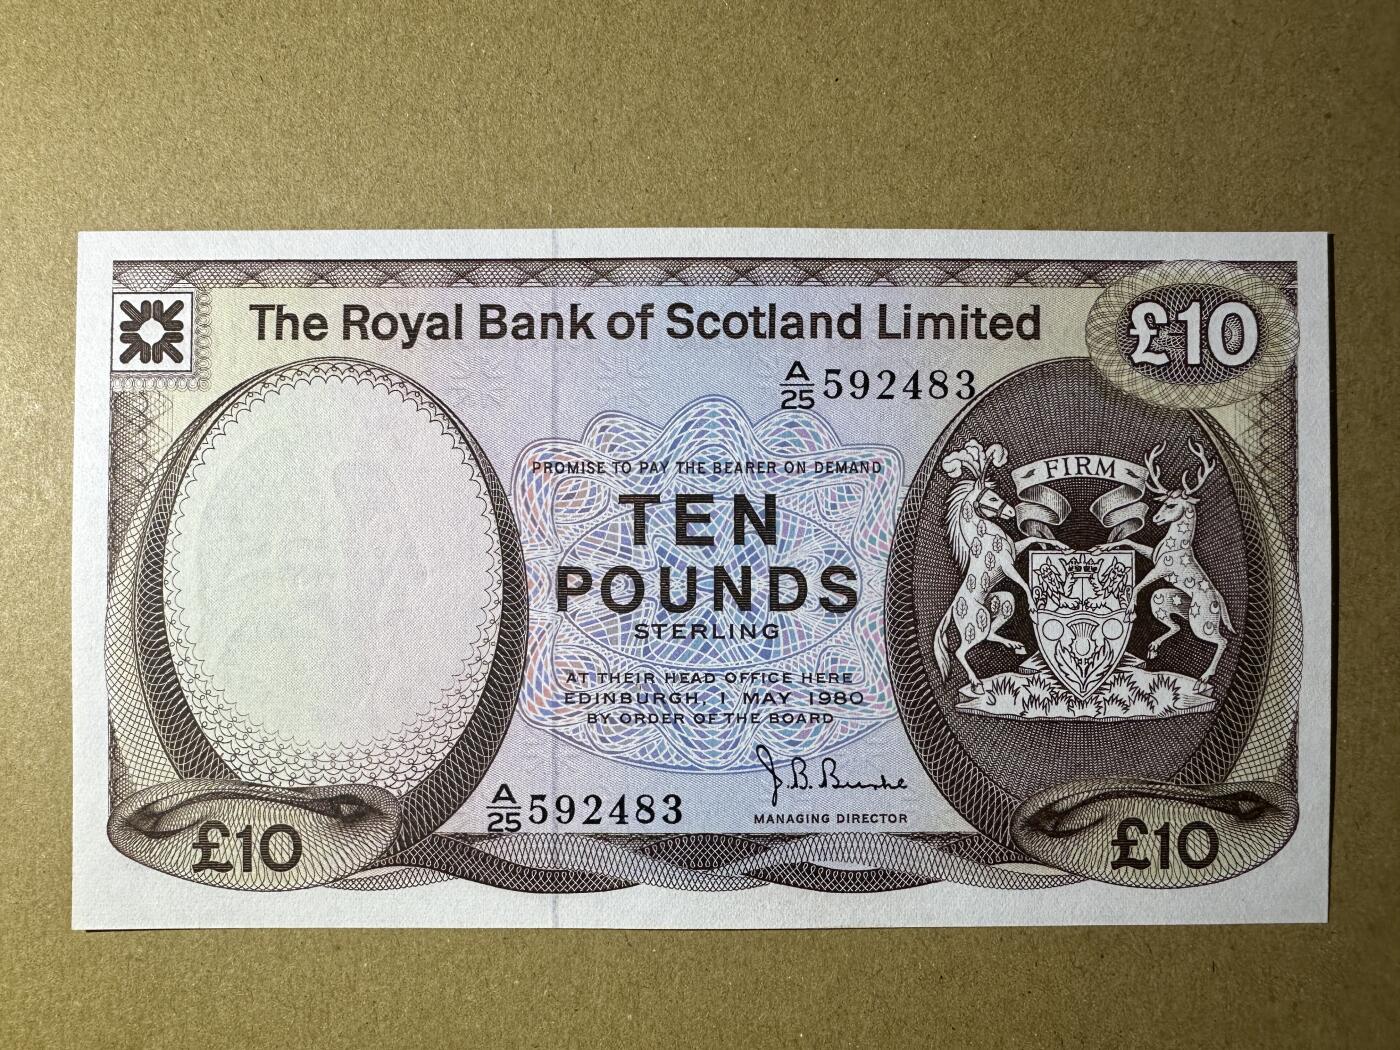 The Royal Bank of Scotland Limited
£10
A/25 592483
PROMISE TO PAY THE BEARER ON DEMAND
FIRM
TEN
POUNDS
STERLING
AT THEIR HEAD OFFICE HERE
EDINBURGH, 1 MAY 1980
BY ORDER OF THE BOARD
J. B. Burke
A/25 592483
MANAGING DIRECTOR
£10
£10